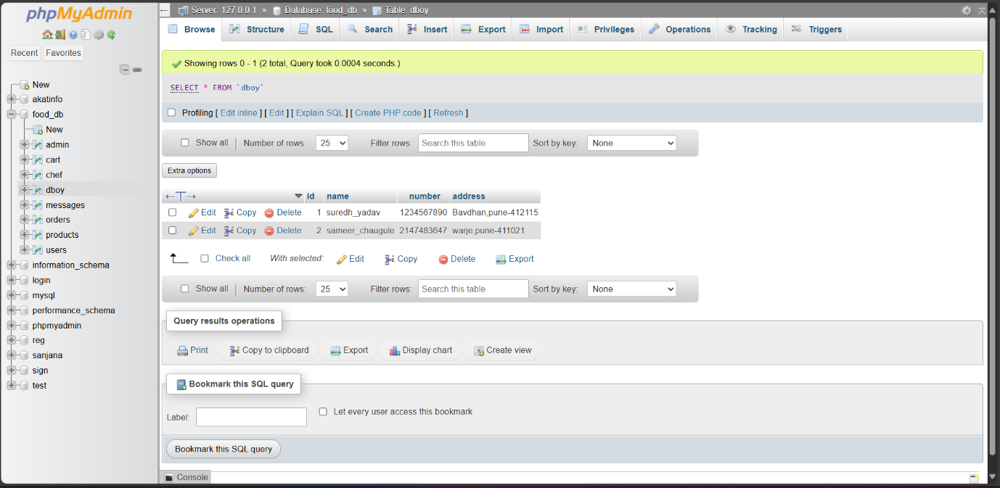 phpMyAdmin
Recent Favorites
New
akatinfo
food_db
New
admin
cart
chef
dboy
messages
orders
products
users
information_schema
login
mysql
performance_schema
phpmyadmin
reg
sanjana
sign
test
Server: 127.0.0.1 » Database: food_db » Table: dboy
Browse Structure SQL Search Insert Export Import Privileges Operations Tracking Triggers
Showing rows 0 - 1 (2 total, Query took 0.0004 seconds.)
SELECT * FROM `dboy`
Profiling [ Edit inline ] [ Edit ] [ Explain SQL ] [ Create PHP code ] [ Refresh ]
Show all | Number of rows: 25 Filter rows: Search this table Sort by key: None
Extra options
←T→ id name number address
Edit Copy Delete 1 suredh_yadav 1234567890 Bavdhan,pune-412115
Edit Copy Delete 2 sameer_chaugule 2147483647 warje,pune-411021
Check all With selected: Edit Copy Delete Export
Show all | Number of rows: 25 Filter rows: Search this table Sort by key: None
Query results operations
Print Copy to clipboard Export Display chart Create view
Bookmark this SQL query
Label: Let every user access this bookmark
Bookmark this SQL query
Console